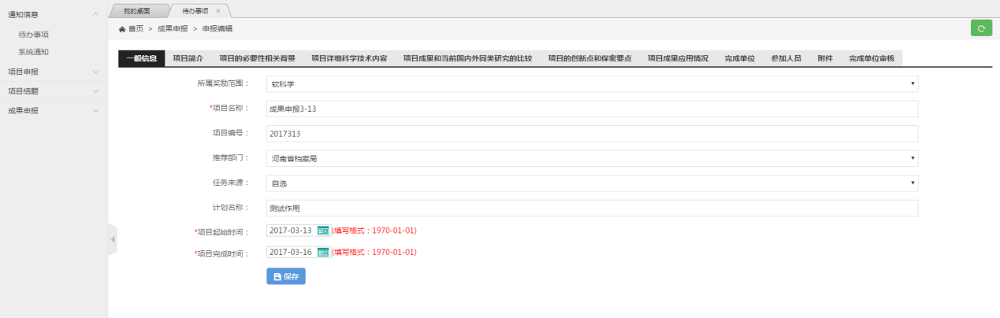 通知信息
待办事项
系统通知
项目申报
项目结题
成果申报
我的桌面 待办事项 ×
首页 > 成果申报 > 申报编辑
一般信息 项目简介 项目的必要性相关背景 项目详细科学技术内容 项目成果和当前国内外同类研究的比较 项目的创新点和保密要点 项目成果应用情况 完成单位 参加人员 附件 完成单位审核
所属奖励范围： 软科学
*项目名称： 成果申报3-13
项目编号： 2017313
推荐部门： 河南省档案局
任务来源： 自选
计划名称： 测试作用
*项目起始时间： 2017-03-13 (填写格式：1970-01-01)
*项目完成时间： 2017-03-16 (填写格式：1970-01-01)
保存